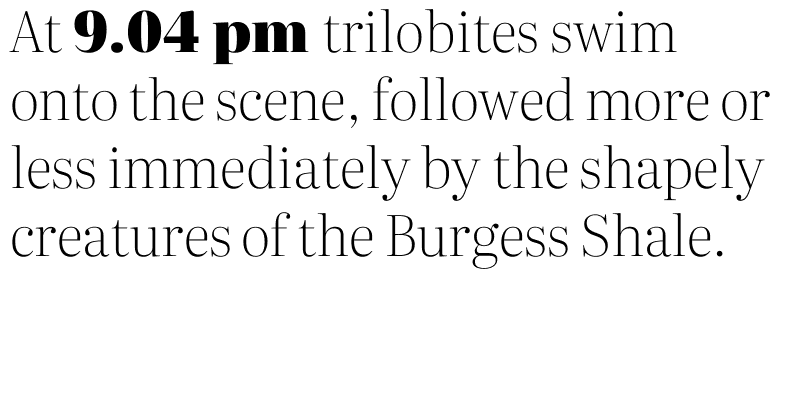 At 9.04 pm trilobites swim
onto the scene, followed more or
less immediately by the shapely
creatures of the Burgess Shale.